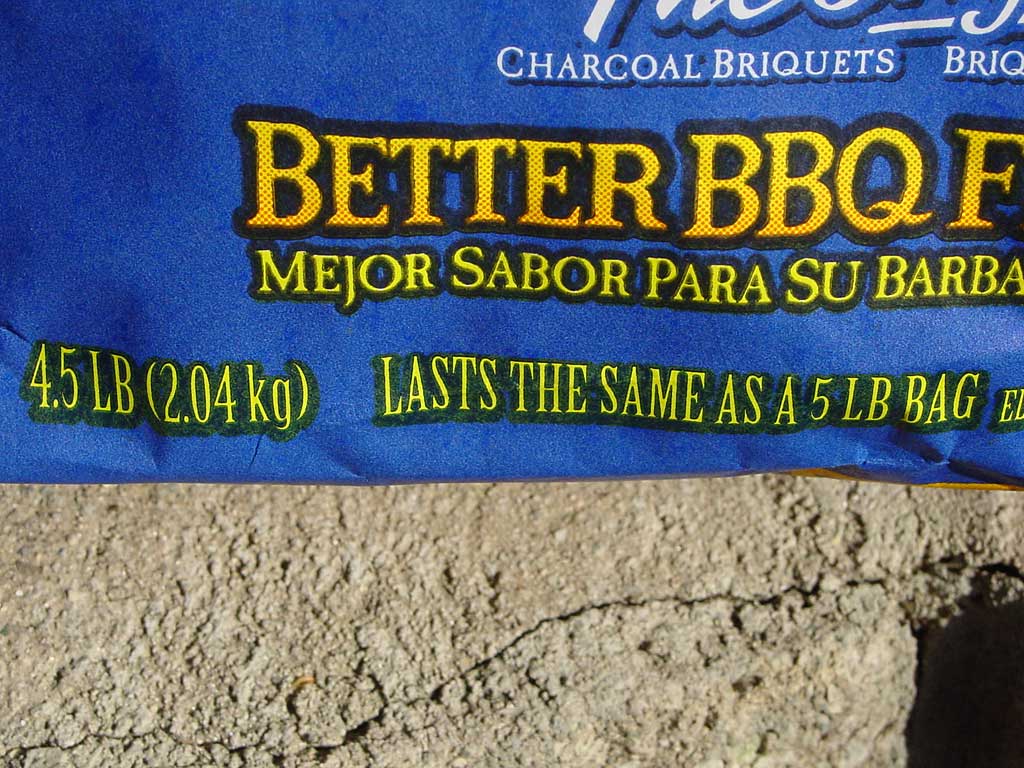 CHARCOAL BRIQUETS
BETTER BBQ
MEJOR SABOR PARA SU
4.5 LB (2.04 kg) LASTS THE SAME AS A 5 LB BAG